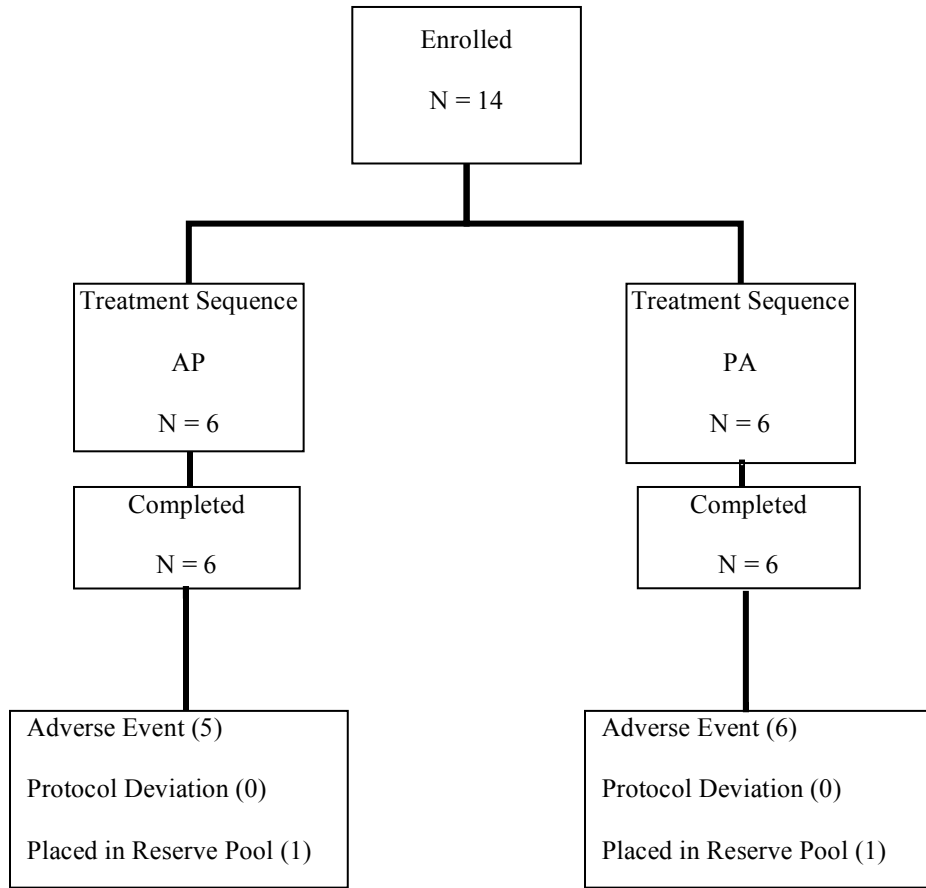 Enrolled
N = 14
Treatment Sequence
AP
N = 6
Treatment Sequence
PA
N = 6
Completed
N = 6
Completed
N = 6
Adverse Event (5)
Protocol Deviation (0)
Placed in Reserve Pool (1)
Adverse Event (6)
Protocol Deviation (0)
Placed in Reserve Pool (1)